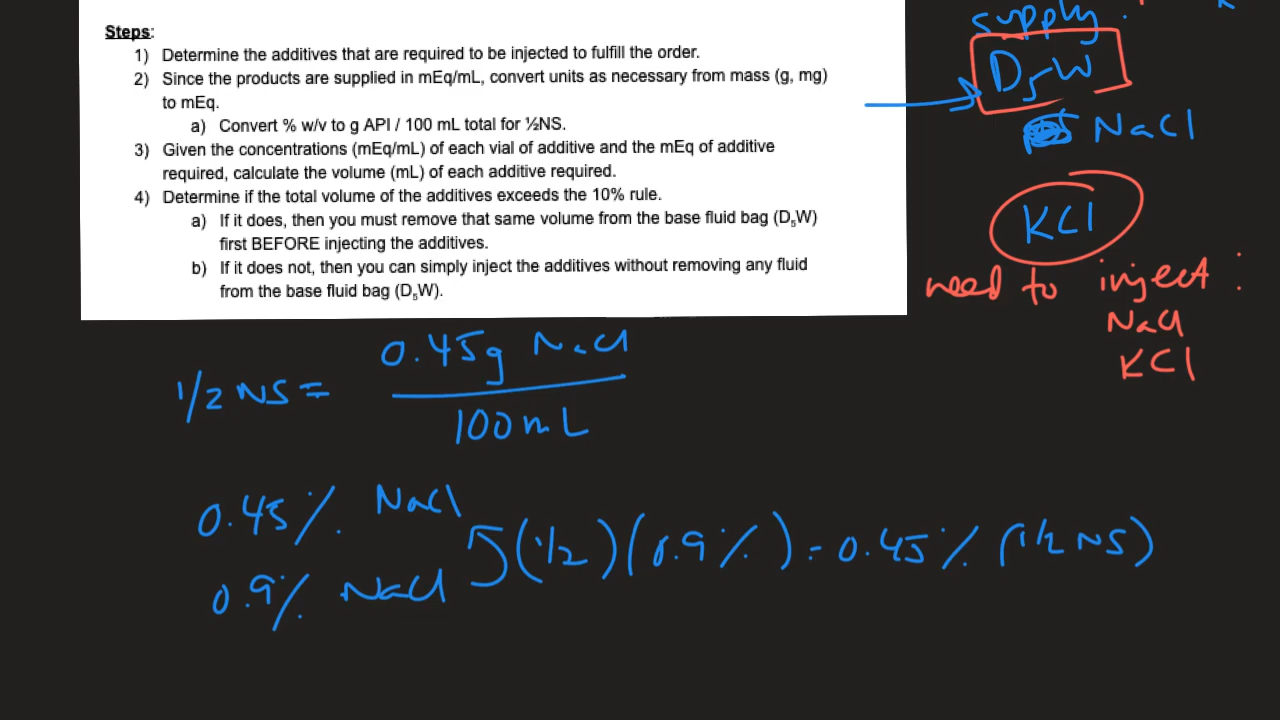 Steps:
1) Determine the additives that are required to be injected to fulfill the order.
2) Since the products are supplied in mEq/mL, convert units as necessary from mass (g, mg)
to mEq.
a) Convert % w/v to g API / 100 mL total for ½NS.
3) Given the concentrations (mEq/mL) of each vial of additive and the mEq of additive
required, calculate the volume (mL) of each additive required.
4) Determine if the total volume of the additives exceeds the 10% rule.
a) If it does, then you must remove that same volume from the base fluid bag (D₅W)
first BEFORE injecting the additives.
b) If it does not, then you can simply inject the additives without removing any fluid
from the base fluid bag (D₅W).
supply:
D₅W
NaCl
KCl
need to inject:
NaCl
KCl
1/2 NS =
0.45g NaCl
100 mL
0.45% NaCl
(1/2)(0.9%) = 0.45% (1/2 NS)
0.9% NaCl